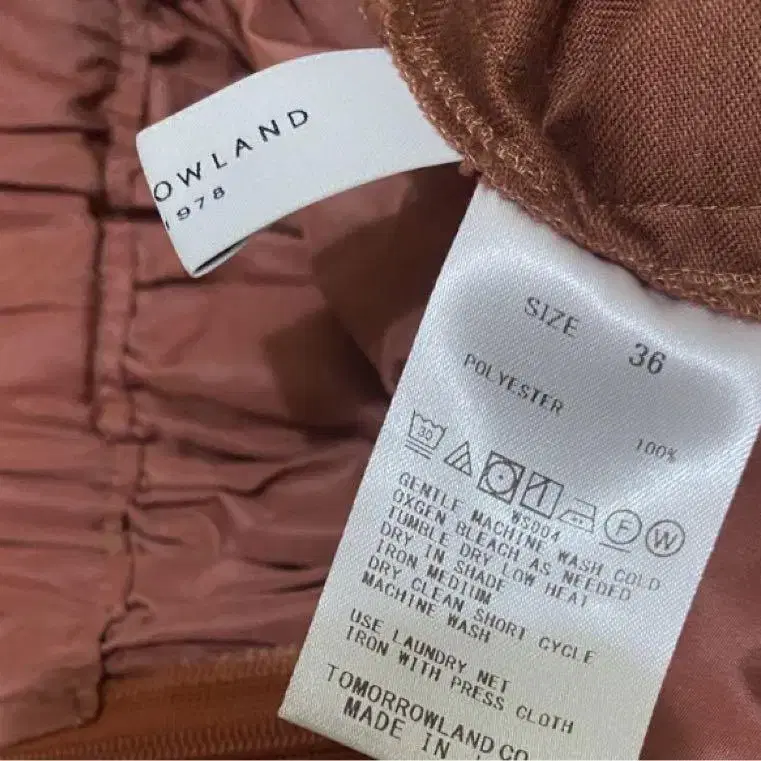 OWLAND
1978
SIZE 36
POLYESTER 100%
30
F
W
WS004
GENTLE MACHINE WASH COLD
OXGEN BLEACH AS NEEDED
TUMBLE DRY LOW HEAT
DRY IN SHADE
IRON MEDIUM
DRY CLEAN SHORT CYCLE
MACHINE WASH
USE LAUNDRY NET
IRON WITH PRESS CLOTH
TOMORROWLAND CO
MADE IN